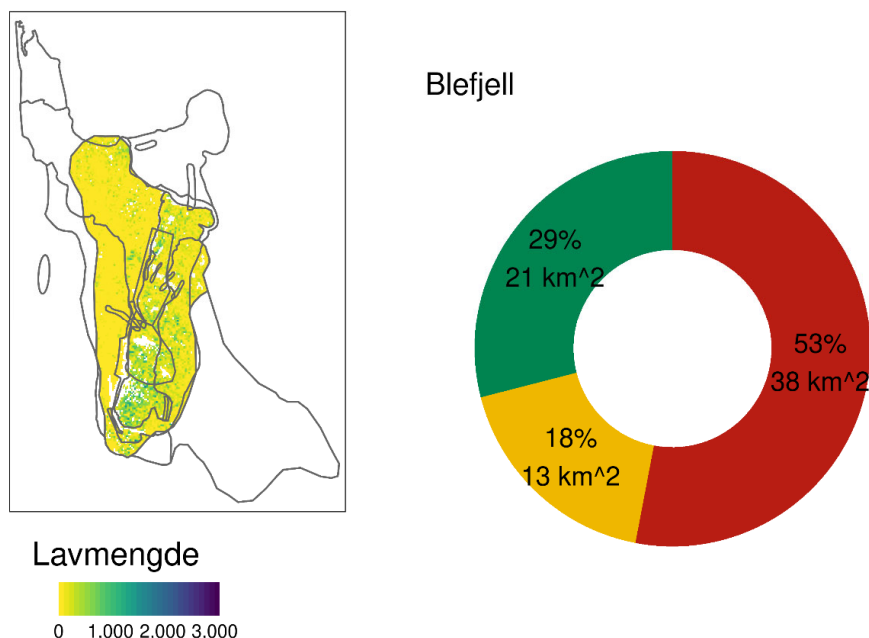 Blefjell
29%
21 km^2
53%
38 km^2
18%
13 km^2
Lavmengde
0 1.000 2.000 3.000